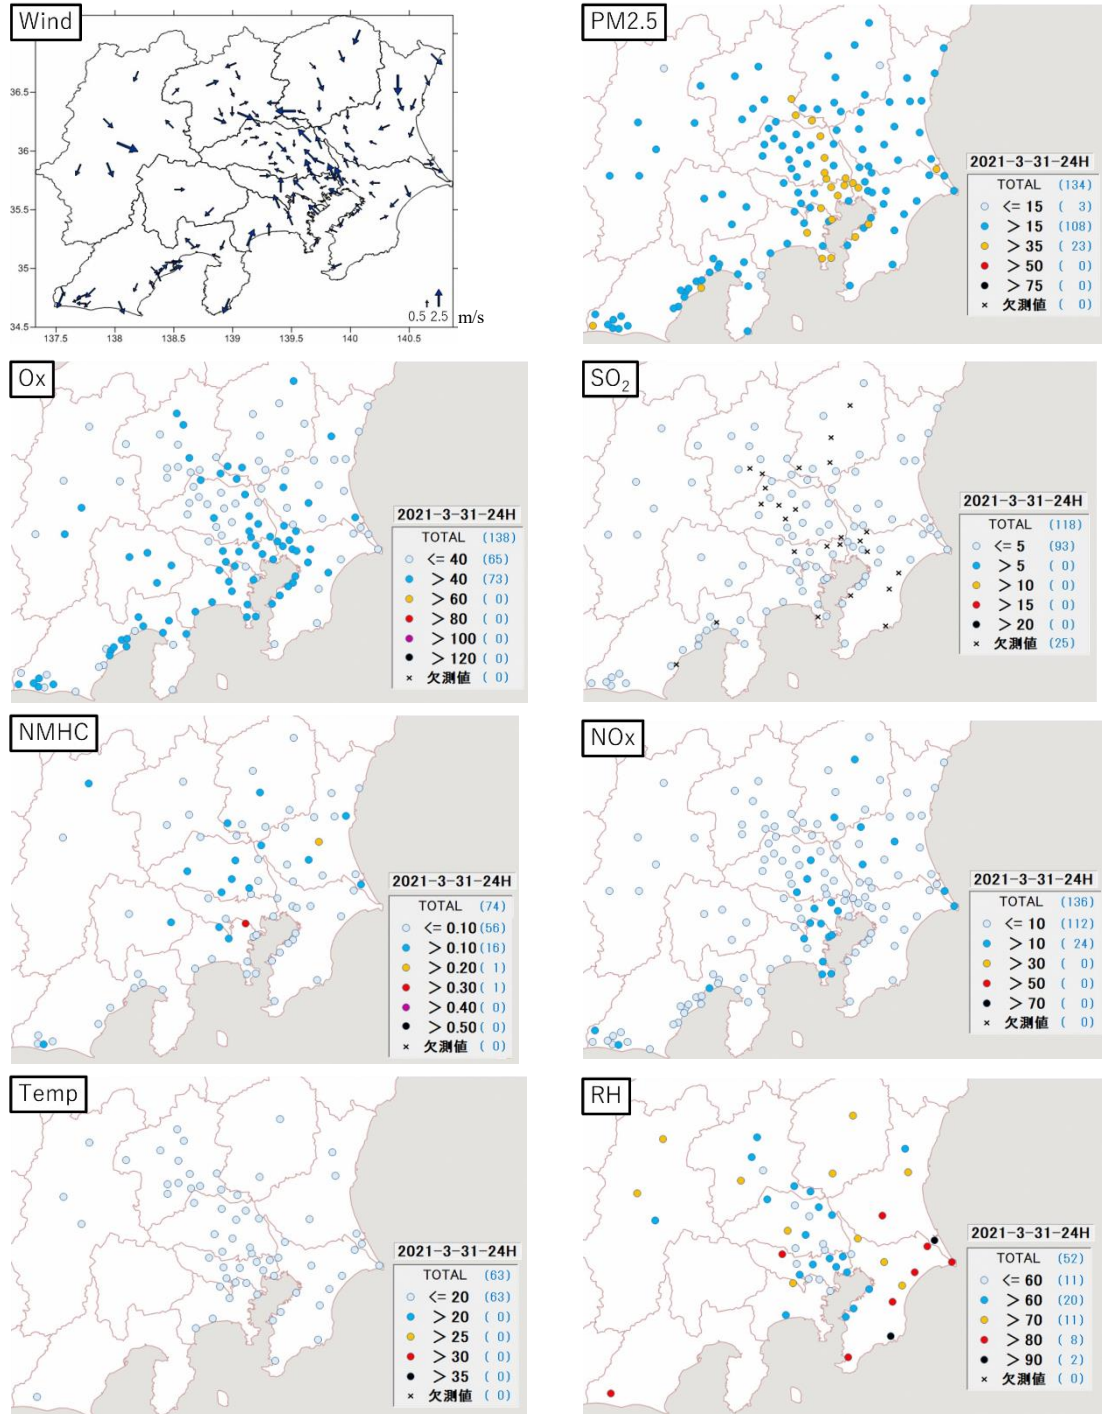 Wind
36.5
36
35.5
35
34.5
137.5 138 138.5 139 139.5 140 140.5
0.5 2.5 m/s
PM2.5
2021-3-31-24H
TOTAL (134)
<= 15 ( 3)
> 15 (108)
> 35 ( 23)
> 50 ( 0)
> 75 ( 0)
× 欠測値 ( 0)
Ox
2021-3-31-24H
TOTAL (138)
<= 40 (65)
> 40 (73)
> 60 ( 0)
> 80 ( 0)
> 100 ( 0)
> 120 ( 0)
× 欠測値 ( 0)
SO₂
2021-3-31-24H
TOTAL (118)
<= 5 (93)
> 5 ( 0)
> 10 ( 0)
> 15 ( 0)
> 20 ( 0)
× 欠測値 (25)
NMHC
2021-3-31-24H
TOTAL (74)
<= 0.10 (56)
> 0.10 (16)
> 0.20 ( 1)
> 0.30 ( 1)
> 0.40 ( 0)
> 0.50 ( 0)
× 欠測値 ( 0)
NOx
2021-3-31-24H
TOTAL (136)
<= 10 (112)
> 10 ( 24)
> 30 ( 0)
> 50 ( 0)
> 70 ( 0)
× 欠測値 ( 0)
Temp
2021-3-31-24H
TOTAL (63)
<= 20 (63)
> 20 ( 0)
> 25 ( 0)
> 30 ( 0)
> 35 ( 0)
× 欠測値 ( 0)
RH
2021-3-31-24H
TOTAL (52)
<= 60 (11)
> 60 (20)
> 70 (11)
> 80 ( 8)
> 90 ( 2)
× 欠測値 ( 0)